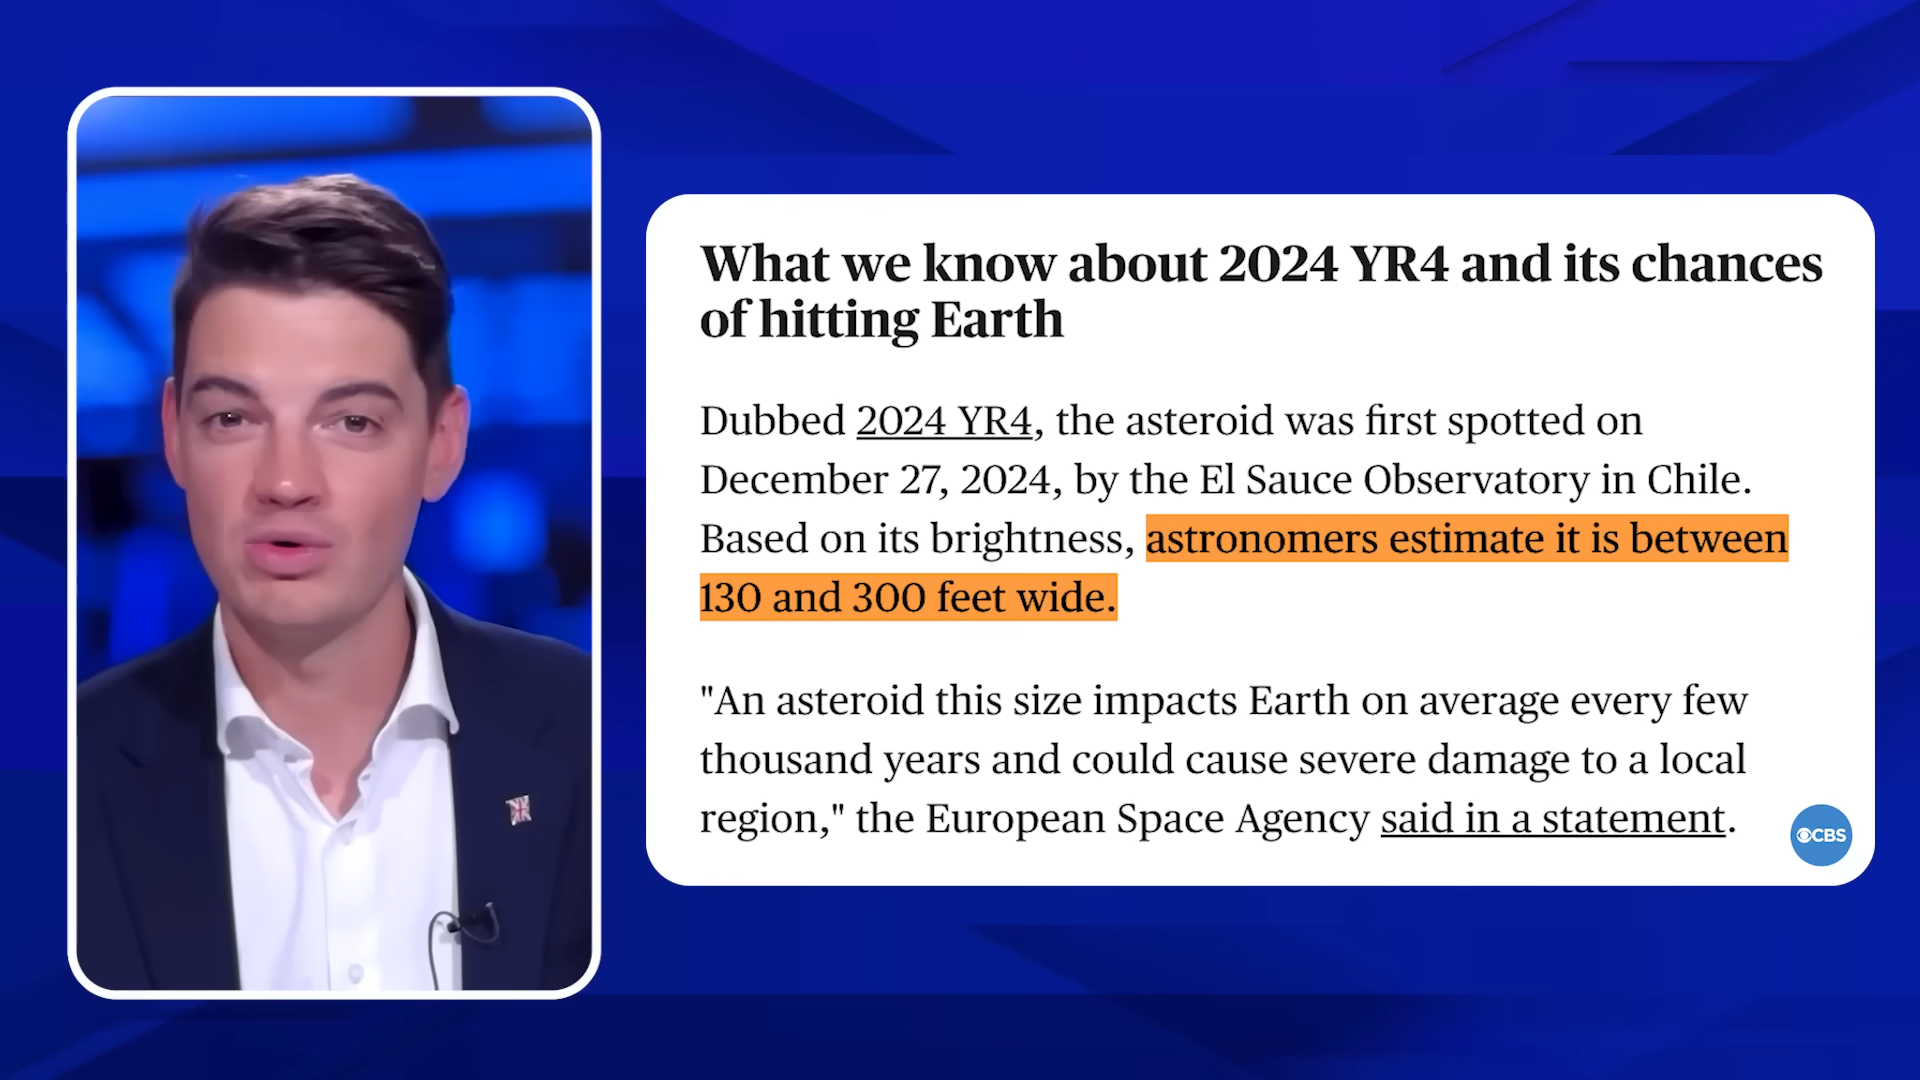 What we know about 2024 YR4 and its chances
of hitting Earth
Dubbed 2024 YR4, the asteroid was first spotted on
December 27, 2024, by the El Sauce Observatory in Chile.
Based on its brightness, astronomers estimate it is between
130 and 300 feet wide.
"An asteroid this size impacts Earth on average every few
thousand years and could cause severe damage to a local
region," the European Space Agency said in a statement.
CBS